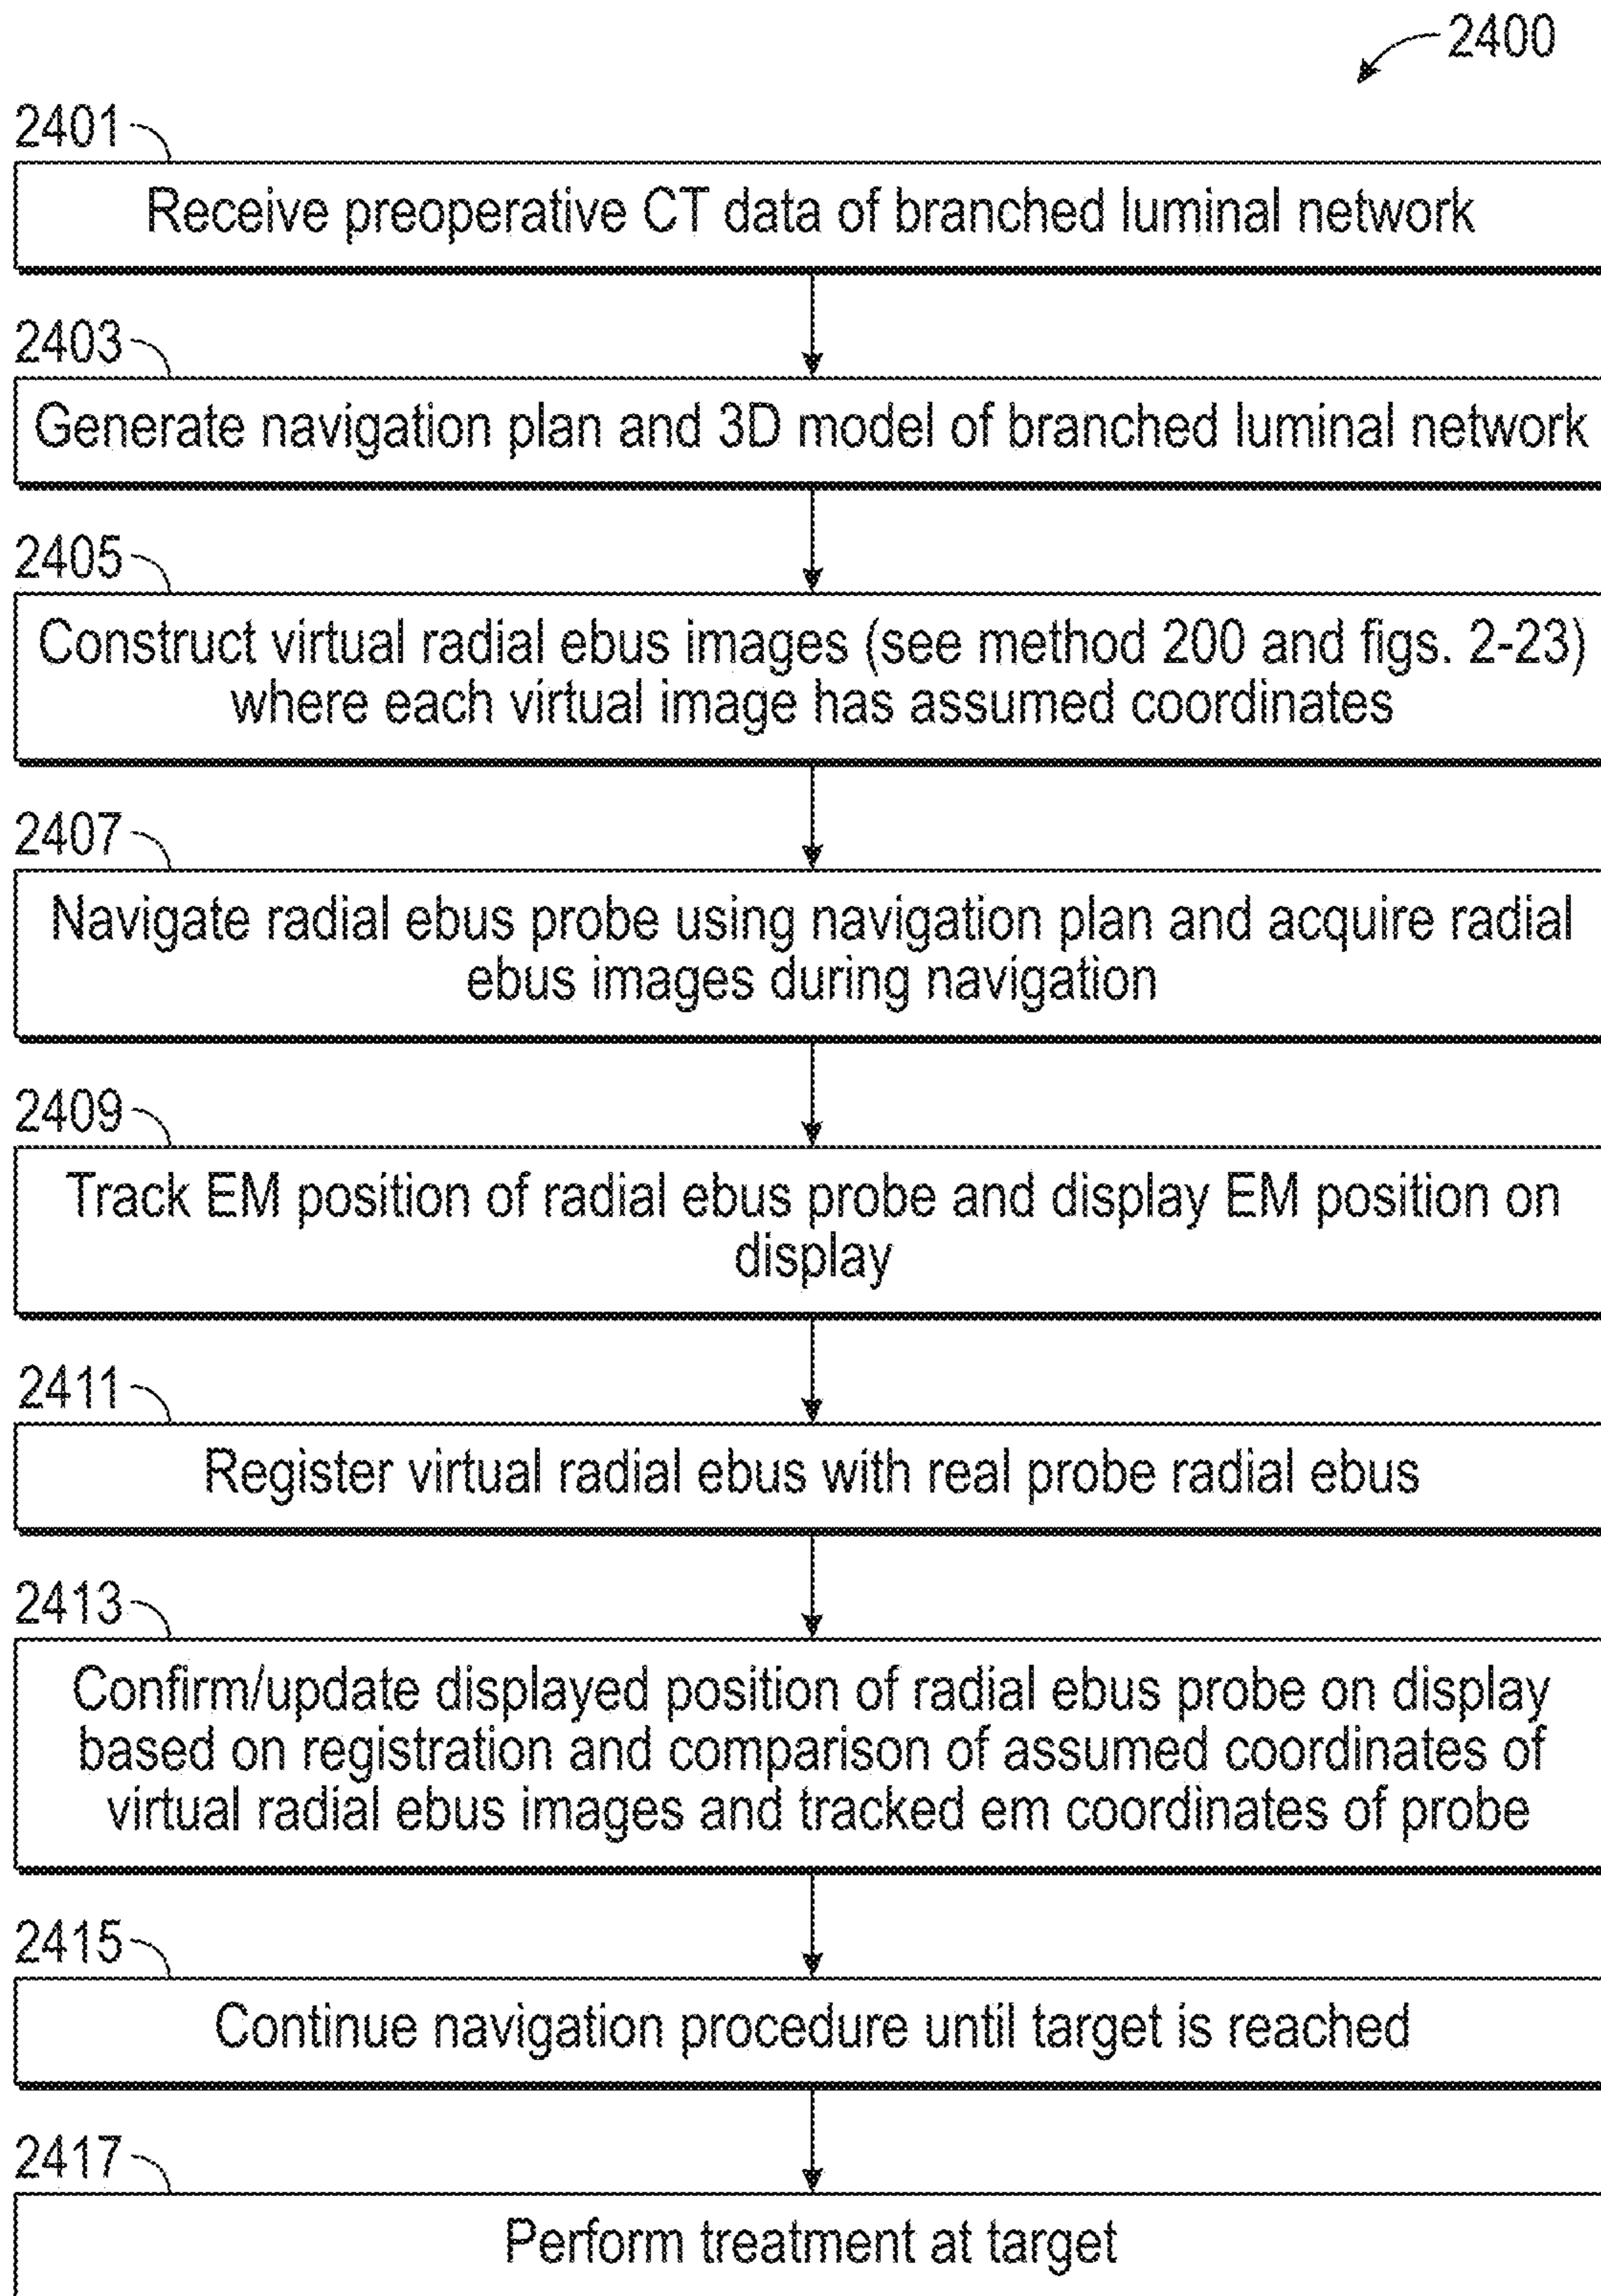 2400
2401
Receive preoperative CT data of branched luminal network
2403
Generate navigation plan and 3D model of branched luminal network
2405
Construct virtual radial ebus images (see method 200 and figs. 2-23)
where each virtual image has assumed coordinates
2407
Navigate radial ebus probe using navigation plan and acquire radial
ebus images during navigation
2409
Track EM position of radial ebus probe and display EM position on
display
2411
Register virtual radial ebus with real probe radial ebus
2413
Confirm/update displayed position of radial ebus probe on display
based on registration and comparison of assumed coordinates of
virtual radial ebus images and tracked em coordinates of probe
2415
Continue navigation procedure until target is reached
2417
Perform treatment at target